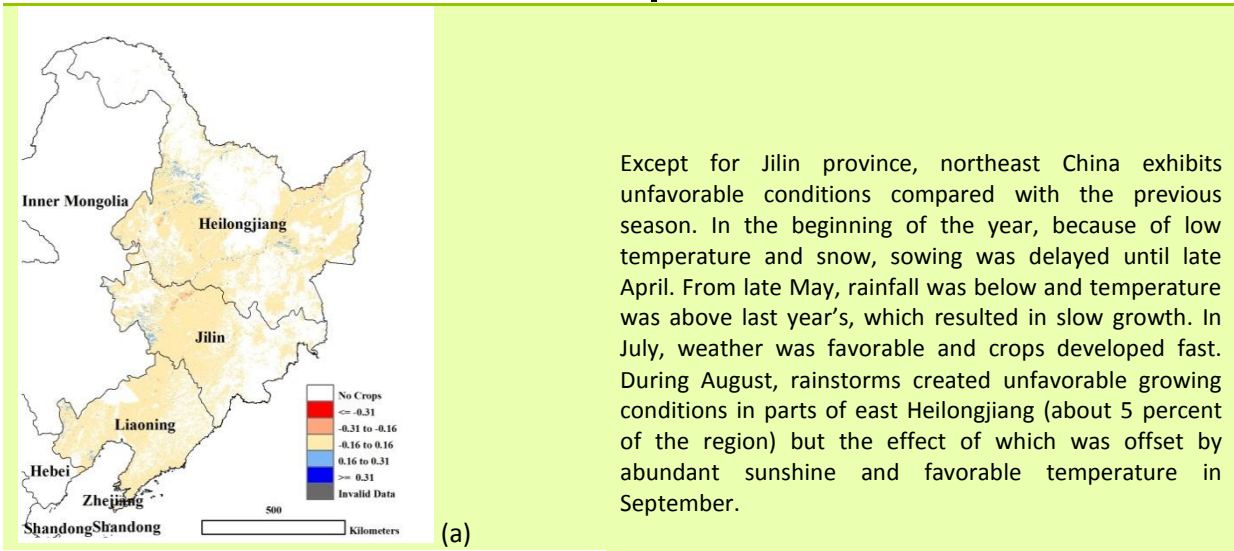 Inner Mongolia
Heilongjiang
Jilin
Liaoning
Hebei
Zhejiang
ShandongShandong
No Crops
<= -0.31
-0.31 to -0.16
-0.16 to 0.16
0.16 to 0.31
>= 0.31
Invalid Data
500
Kilometers
(a)
Except for Jilin province, northeast China exhibits
unfavorable conditions compared with the previous
season. In the beginning of the year, because of low
temperature and snow, sowing was delayed until late
April. From late May, rainfall was below and temperature
was above last year’s, which resulted in slow growth. In
July, weather was favorable and crops developed fast.
During August, rainstorms created unfavorable growing
conditions in parts of east Heilongjiang (about 5 percent
of the region) but the effect of which was offset by
abundant sunshine and favorable temperature in
September.